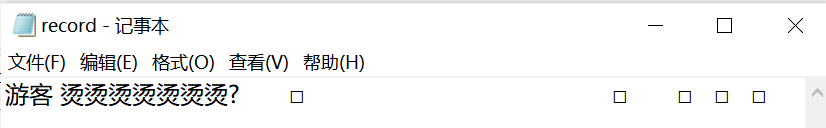 record - 记事本
文件(F) 编辑(E) 格式(O) 查看(V) 帮助(H)
游客 烫烫烫烫烫烫烫? □ □ □ □ □